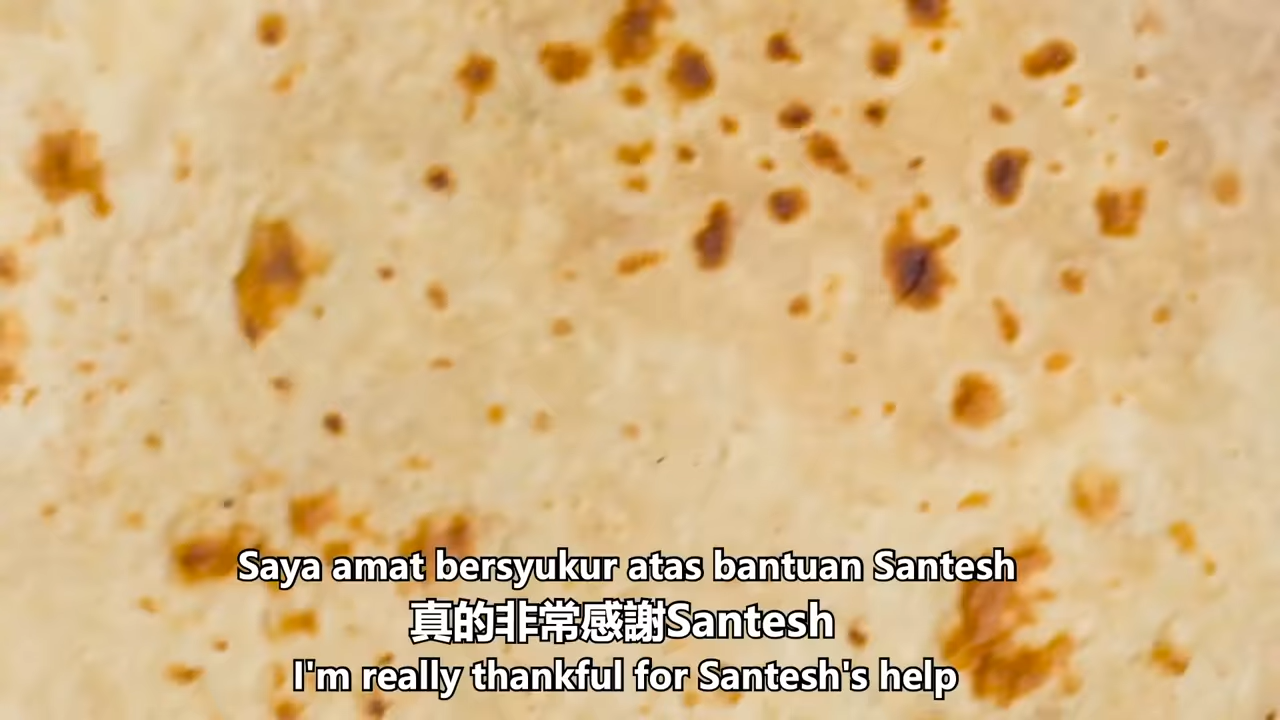 Saya amat bersyukur atas bantuan Santesh
真的非常感謝Santesh
I'm really thankful for Santesh's help